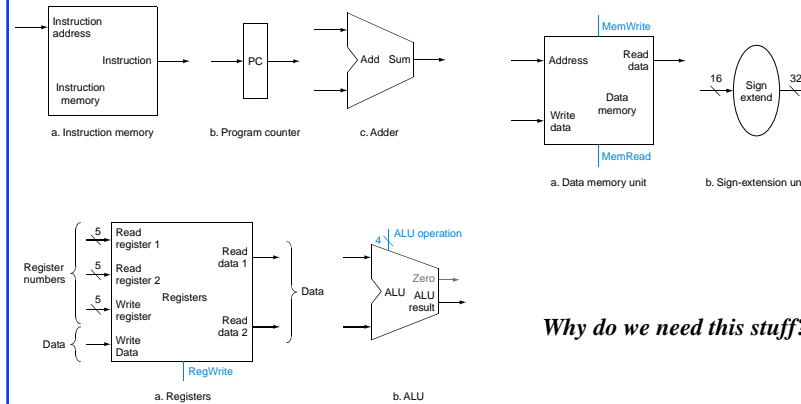 Instruction
address
Instruction
Instruction
memory
a. Instruction memory
PC
b. Program counter
Add Sum
c. Adder
MemWrite
Address
Read
data
Data
memory
Write
data
MemRead
a. Data memory unit
16
Sign
extend
32
b. Sign-extension un
Register
numbers
5
Read
register 1
5
Read
register 2
5
Write
register
Data
Write
Data
Registers
Read
data 1
Read
data 2
Data
RegWrite
a. Registers
4
ALU operation
Zero
ALU
ALU
result
b. ALU
Why do we need this stuff?